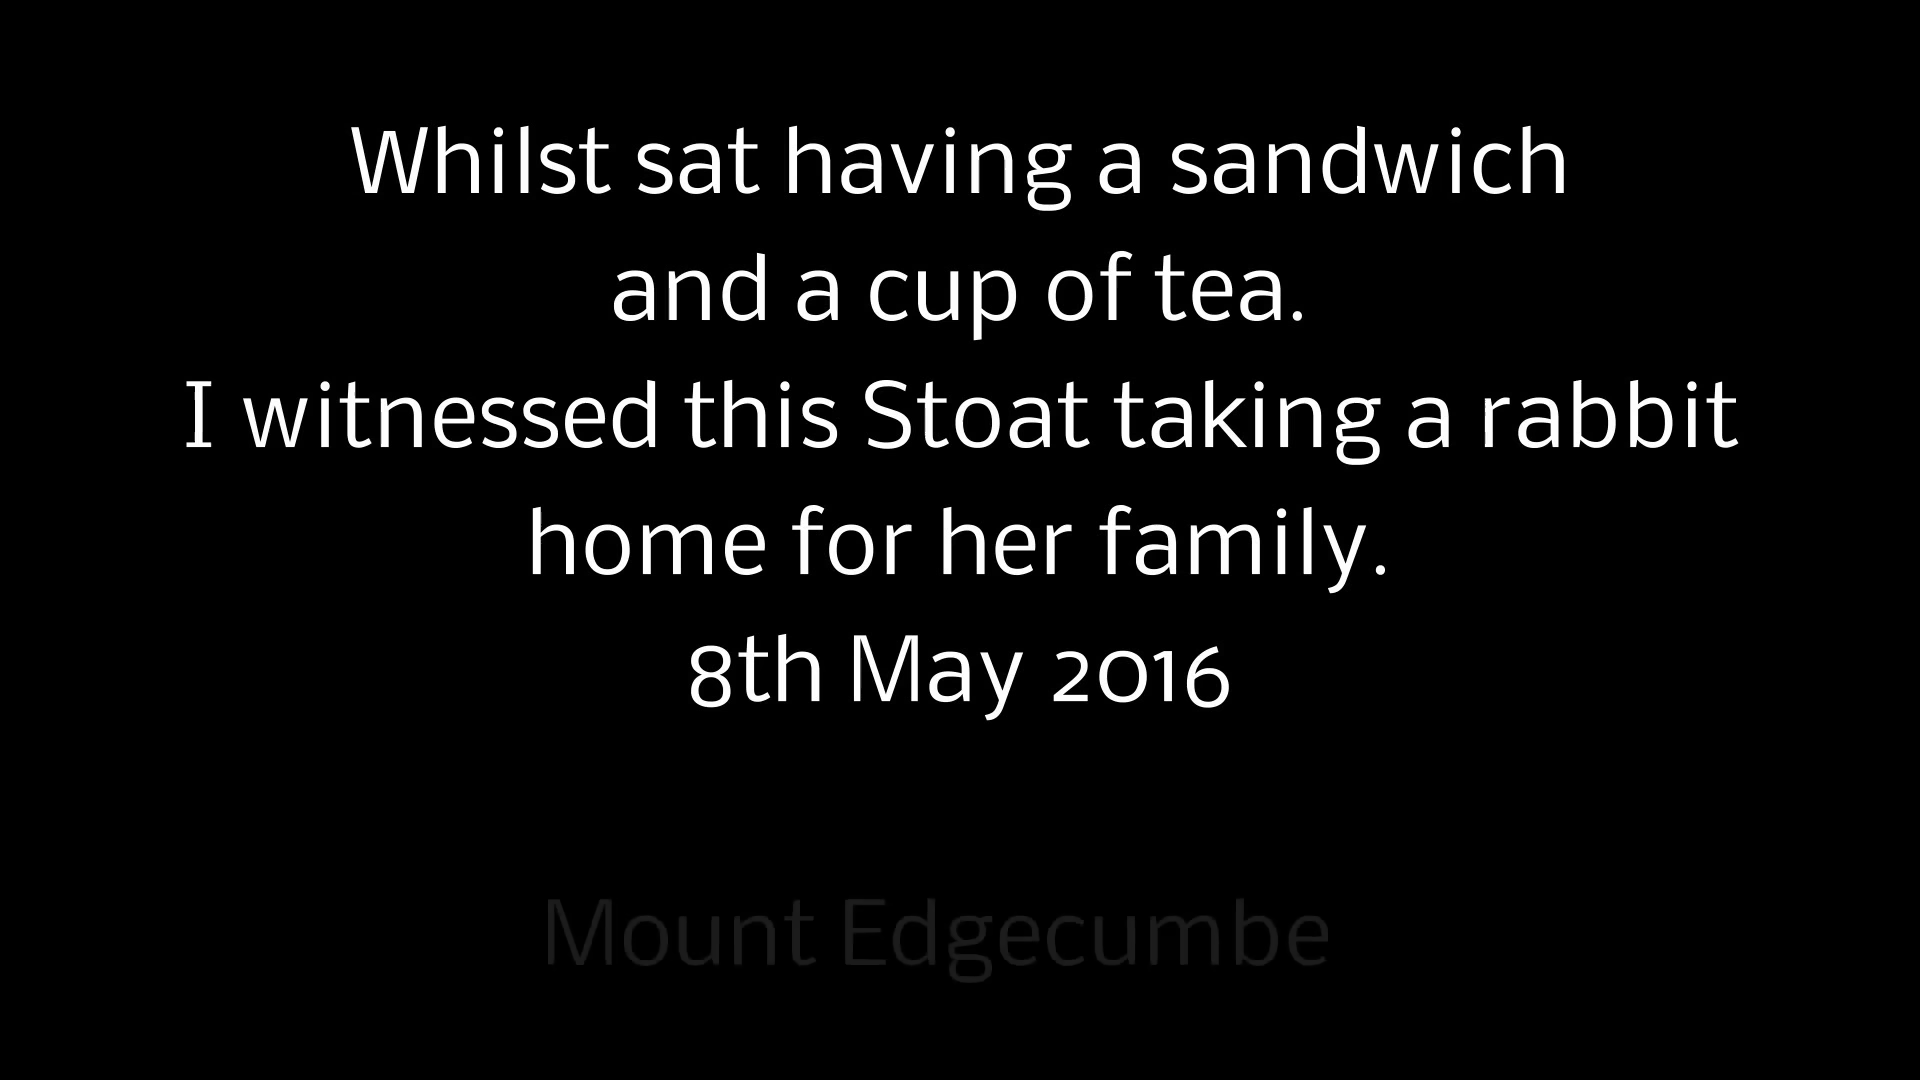 Whilst sat having a sandwich
and a cup of tea.
I witnessed this Stoat taking a rabbit
home for her family.
8th May 2016
Mount Edgecumbe